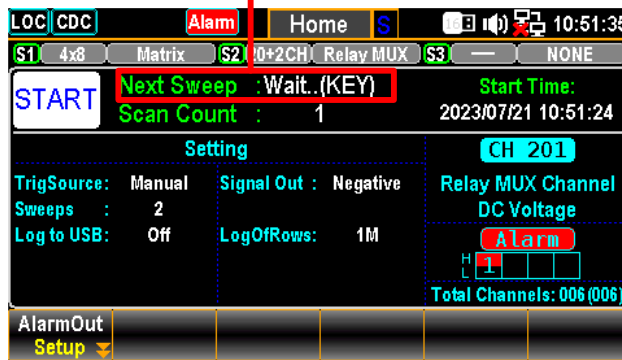 LOC CDC Alarm Home S 16 10:51:35
S1 4x8 Matrix S2 20+2CH Relay MUX S3 — NONE
START
Next Sweep :Wait..(KEY)
Scan Count : 1
Start Time:
2023/07/21 10:51:24
Setting
TrigSource: Manual Signal Out : Negative
Sweeps : 2
Log to USB: Off LogOfRows: 1M
CH 201
Relay MUX Channel
DC Voltage
Alarm
H 1
L
Total Channels: 006 (006)
AlarmOut
Setup